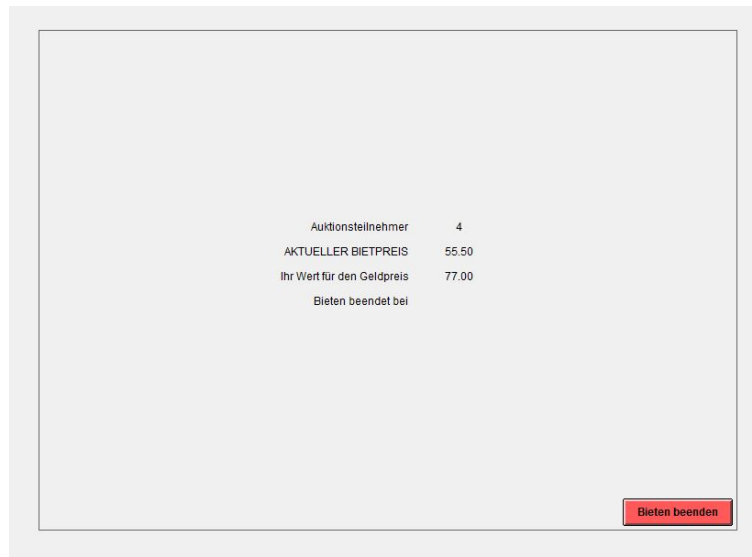 Auktionsteilnehmer 4
AKTUELLER BIETPREIS 55.50
Ihr Wert für den Geldpreis 77.00
Bieten beendet bei
Bieten beenden